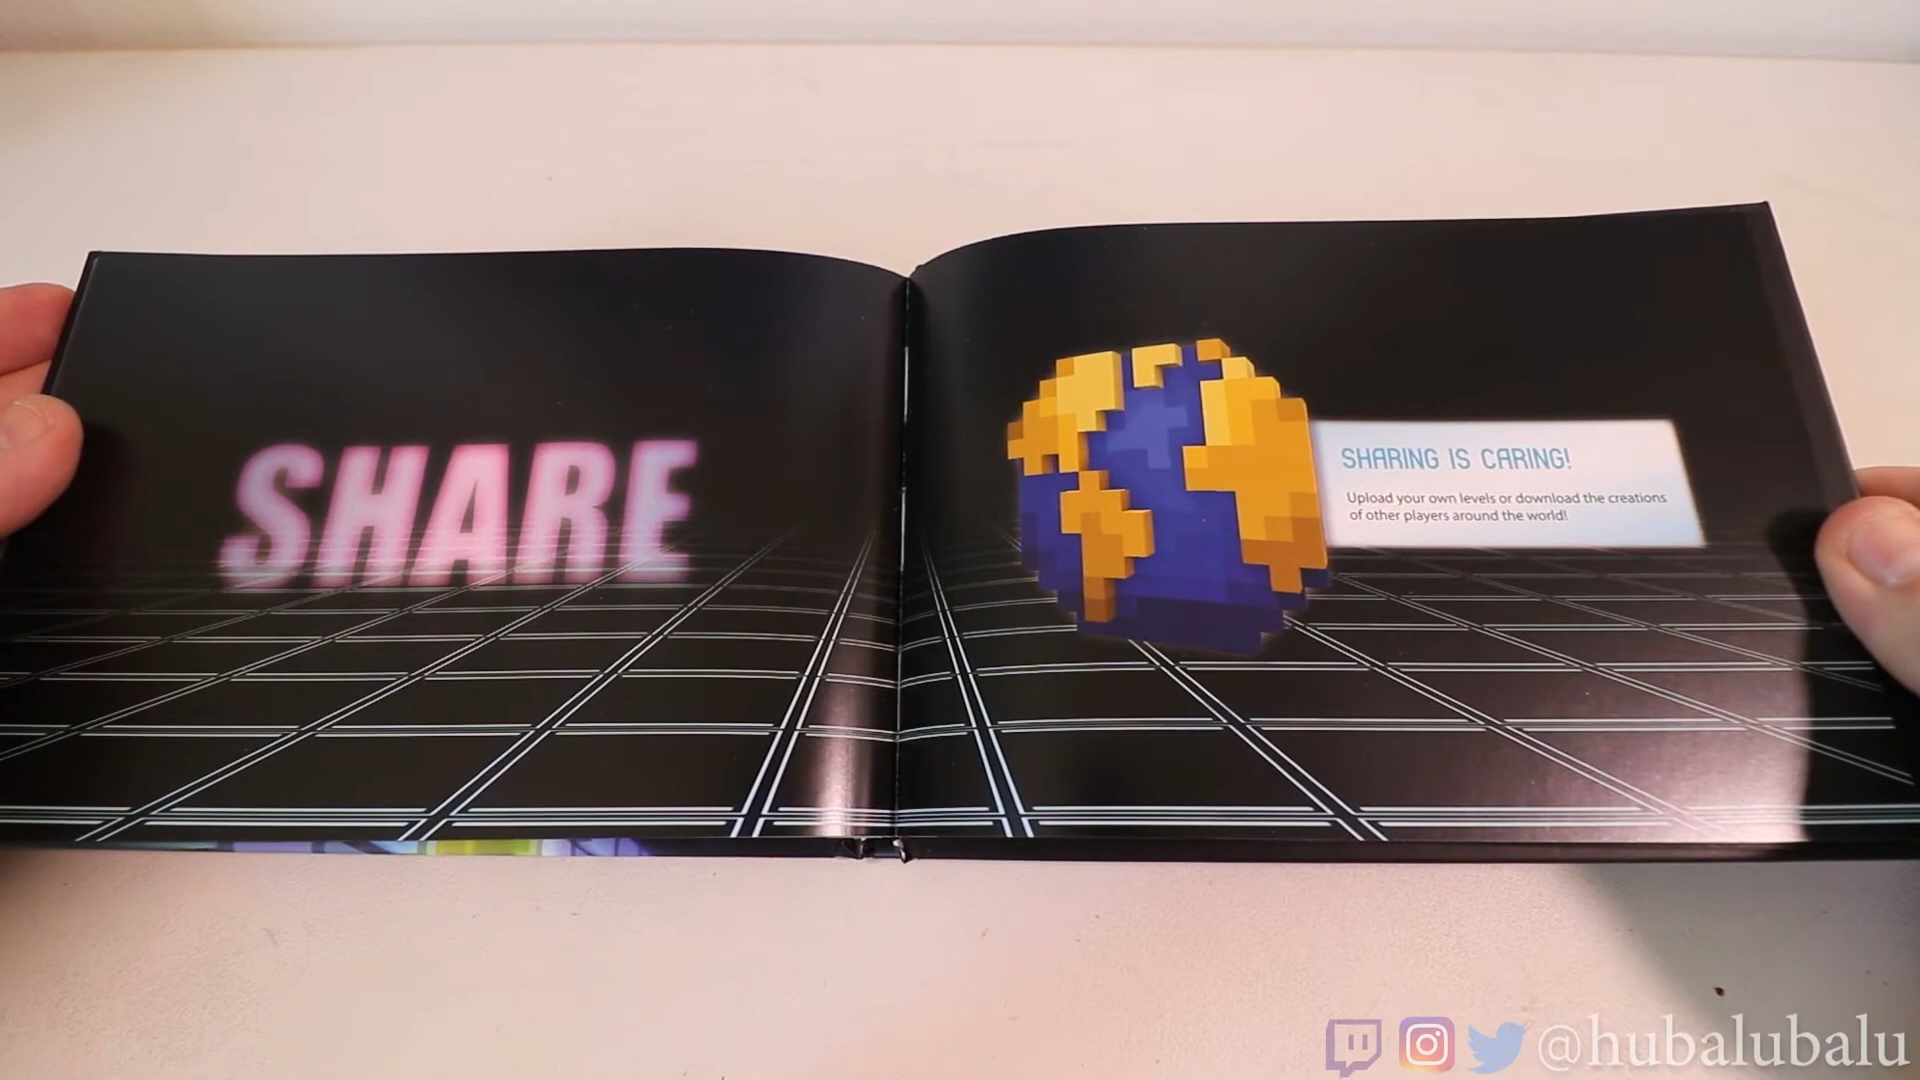 SHARE
SHARING IS CARING!
Upload your own levels or download the creations
of other players around the world!
@hubalubalu